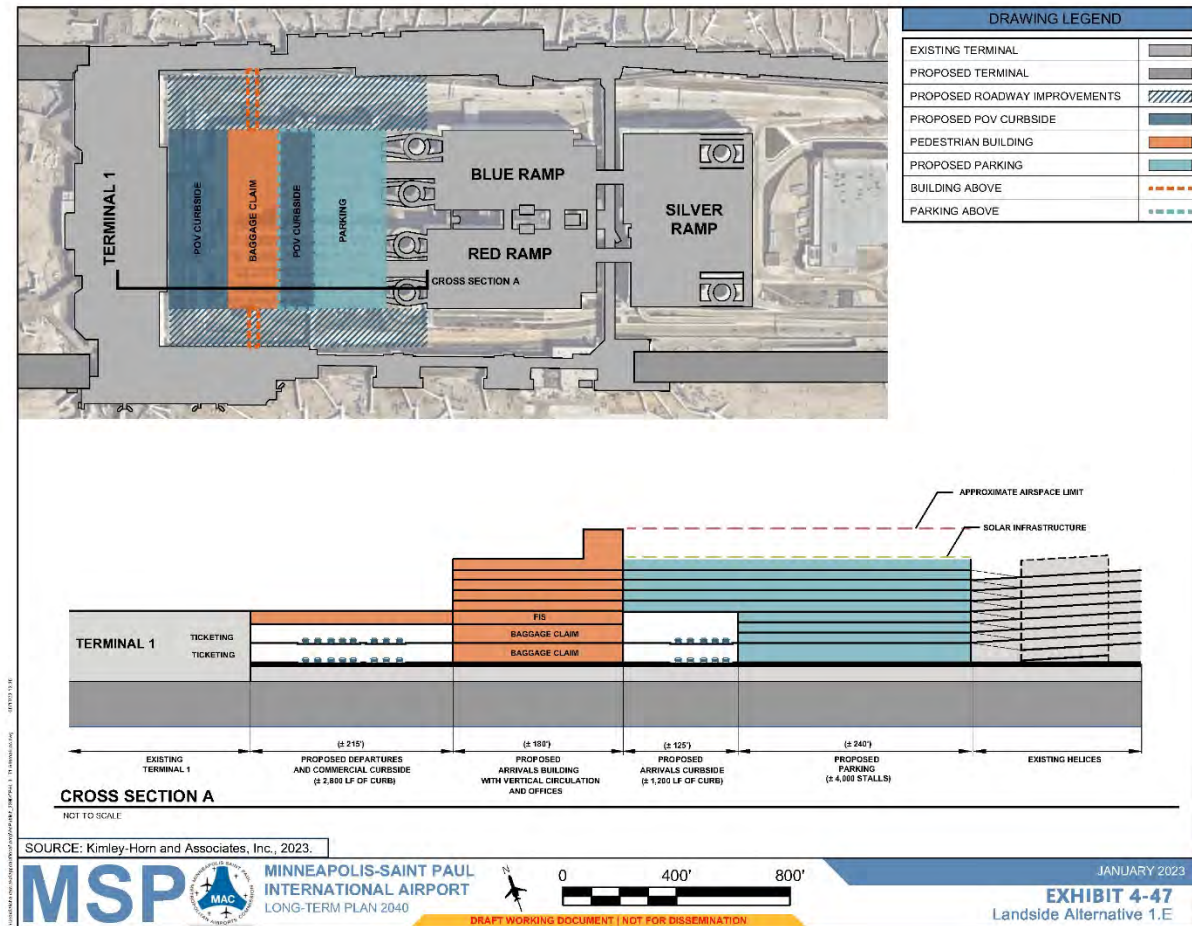 DRAWING LEGEND
EXISTING TERMINAL
PROPOSED TERMINAL
PROPOSED ROADWAY IMPROVEMENTS
PROPOSED POV CURBSIDE
PEDESTRIAN BUILDING
PROPOSED PARKING
BUILDING ABOVE
PARKING ABOVE
TERMINAL 1
POV CURBSIDE
BAGGAGE CLAIM
POV CURBSIDE
PARKING
BLUE RAMP
RED RAMP
SILVER
RAMP
CROSS SECTION A
APPROXIMATE AIRSPACE LIMIT
SOLAR INFRASTRUCTURE
TERMINAL 1
TICKETING
TICKETING
FIS
BAGGAGE CLAIM
BAGGAGE CLAIM
EXISTING
TERMINAL 1
(± 215')
PROPOSED DEPARTURES
AND COMMERCIAL CURBSIDE
(± 2,800 LF OF CURB)
(± 180')
PROPOSED
ARRIVALS BUILDING
WITH VERTICAL CIRCULATION
AND OFFICES
(± 125')
PROPOSED
ARRIVALS CURBSIDE
(± 1,200 LF OF CURB)
(± 240')
PROPOSED
PARKING
(± 4,000 STALLS)
EXISTING HELICES
CROSS SECTION A
NOT TO SCALE
SOURCE: Kimley-Horn and Associates, Inc., 2023.
MSP
MINNEAPOLIS-SAINT PAUL
METROPOLITAN AIRPORTS COMMISSION
MAC
MINNEAPOLIS-SAINT PAUL
INTERNATIONAL AIRPORT
LONG-TERM PLAN 2040
N
0 400' 800'
DRAFT WORKING DOCUMENT | NOT FOR DISSEMINATION
JANUARY 2023
EXHIBIT 4-47
Landside Alternative 1.E